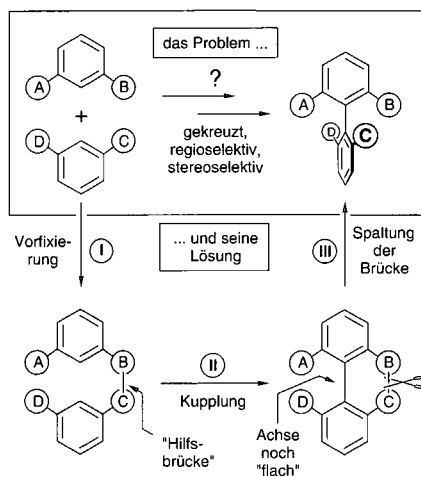 das Problem ...
A
B
+
D
C
?
gekreuzt,
regioselektiv,
stereoselektiv
A
B
D
C
Vorfixie-
rung
I
... und seine
Lösung
III
Spaltung
der
Brücke
A
B
D
C
II
Kupplung
A
B
D
C
"Hilfs-
brücke"
Achse
noch
"flach"